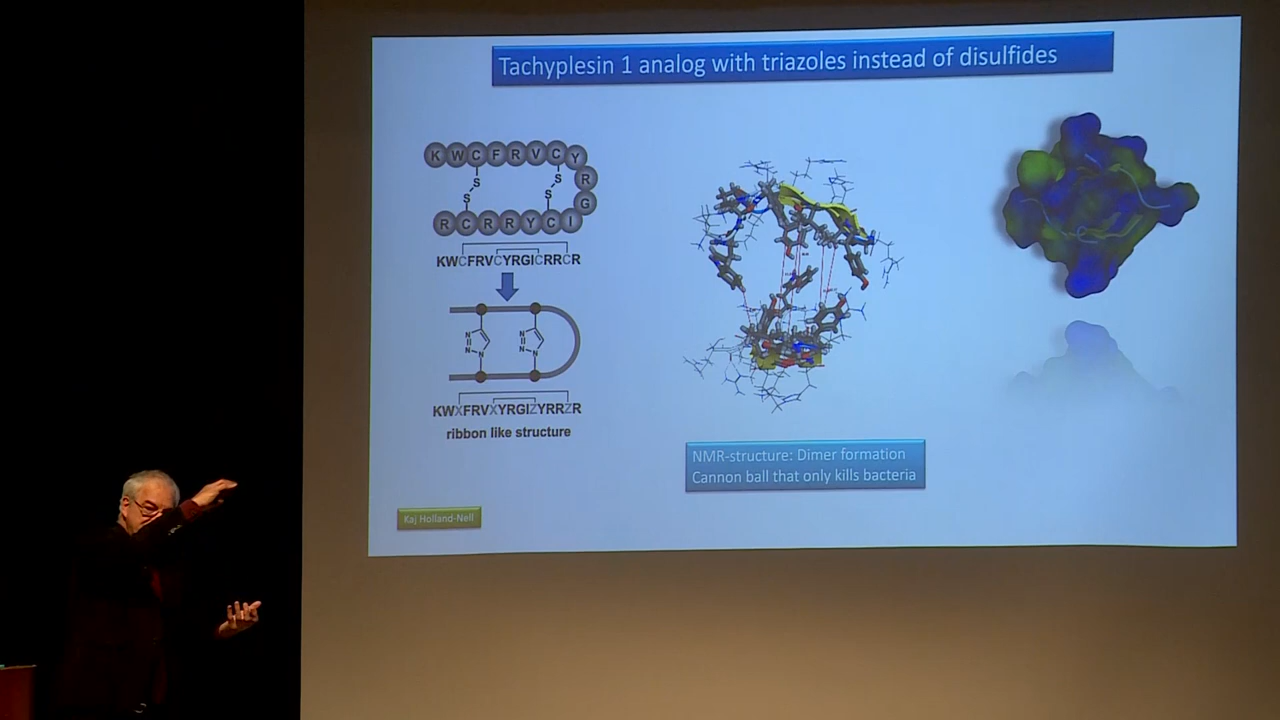 Tachyplesin 1 analog with triazoles instead of disulfides
K W C F R V C Y
R
G
I C Y R R C R
S S
S S
KWCFRVCYRGICRRCR
N N N
N N N
KWXFRVXYRGIZYRRZR
ribbon like structure
NMR-structure: Dimer formation
Cannon ball that only kills bacteria
Kaj Holland-Nell